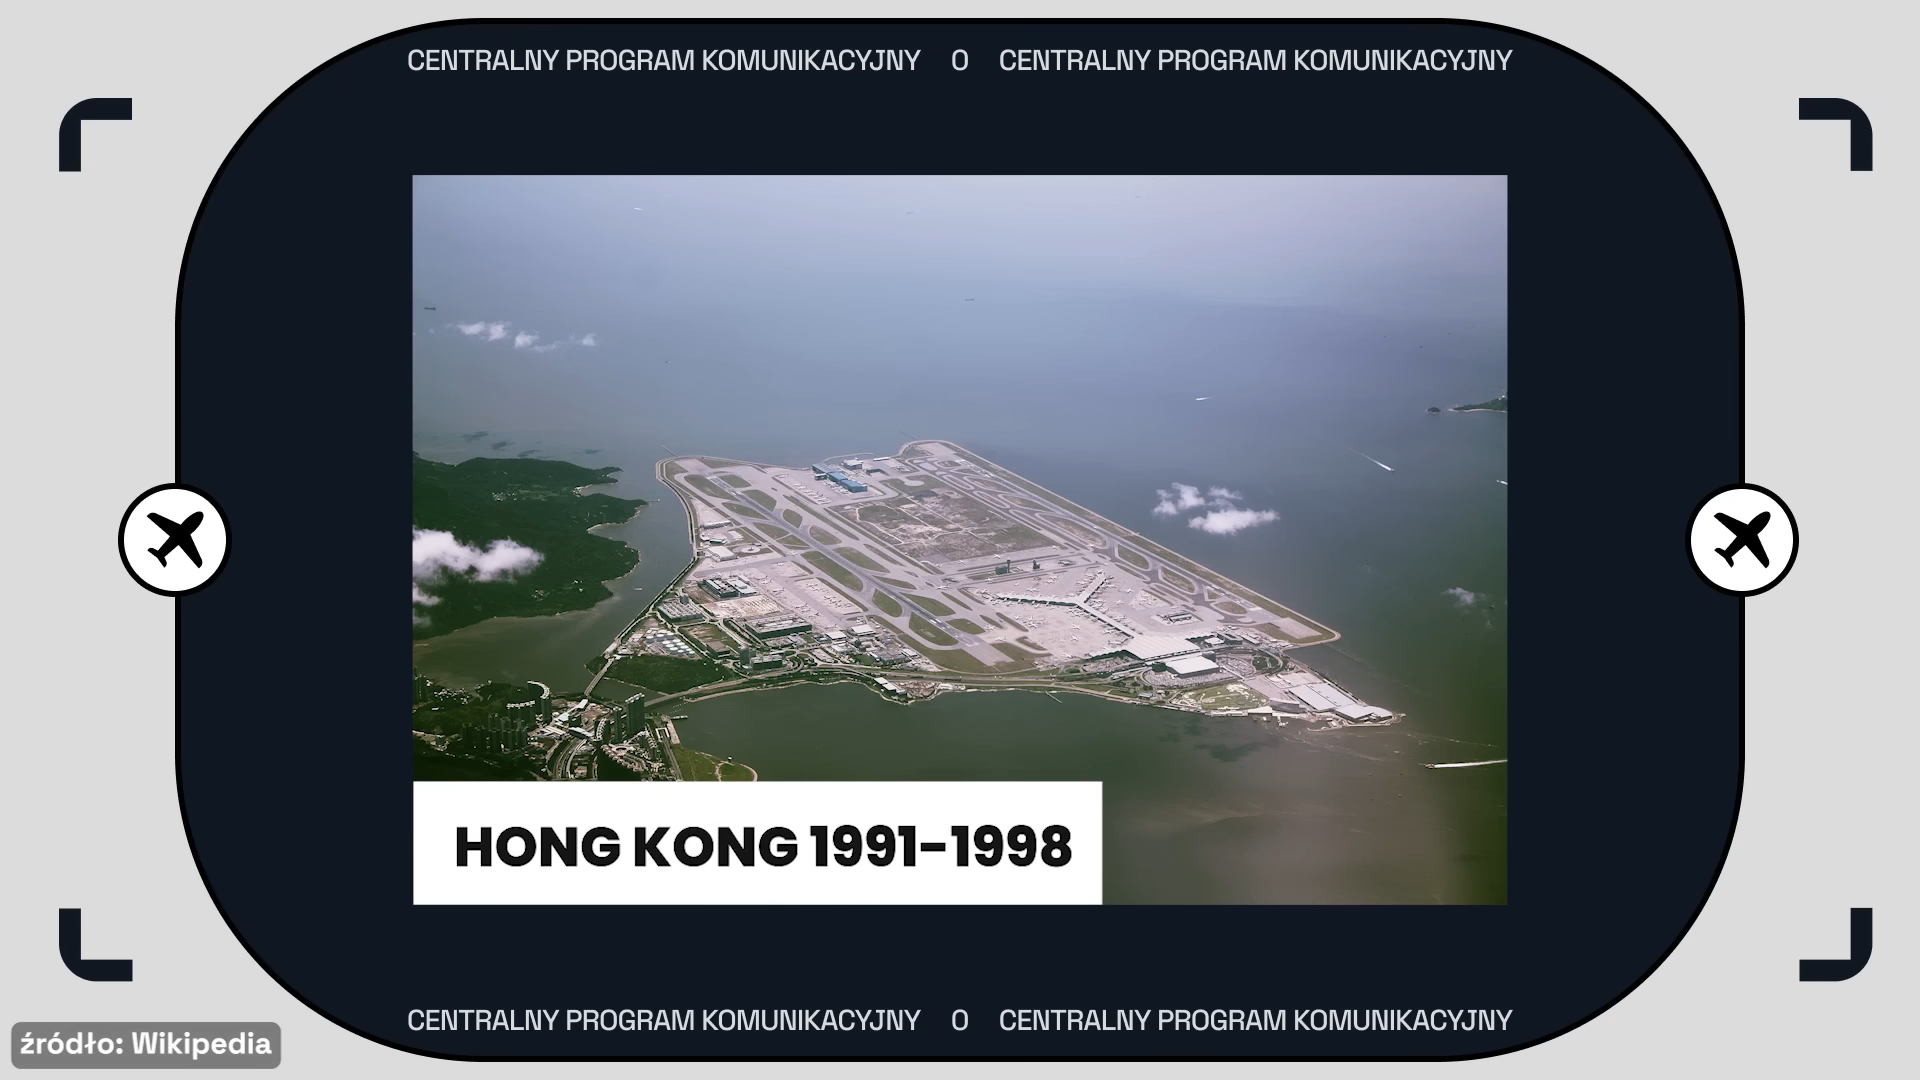 CENTRALNY PROGRAM KOMUNIKACYJNY O CENTRALNY PROGRAM KOMUNIKACYJNY
HONG KONG 1991-1998
CENTRALNY PROGRAM KOMUNIKACYJNY O CENTRALNY PROGRAM KOMUNIKACYJNY
źródło: Wikipedia